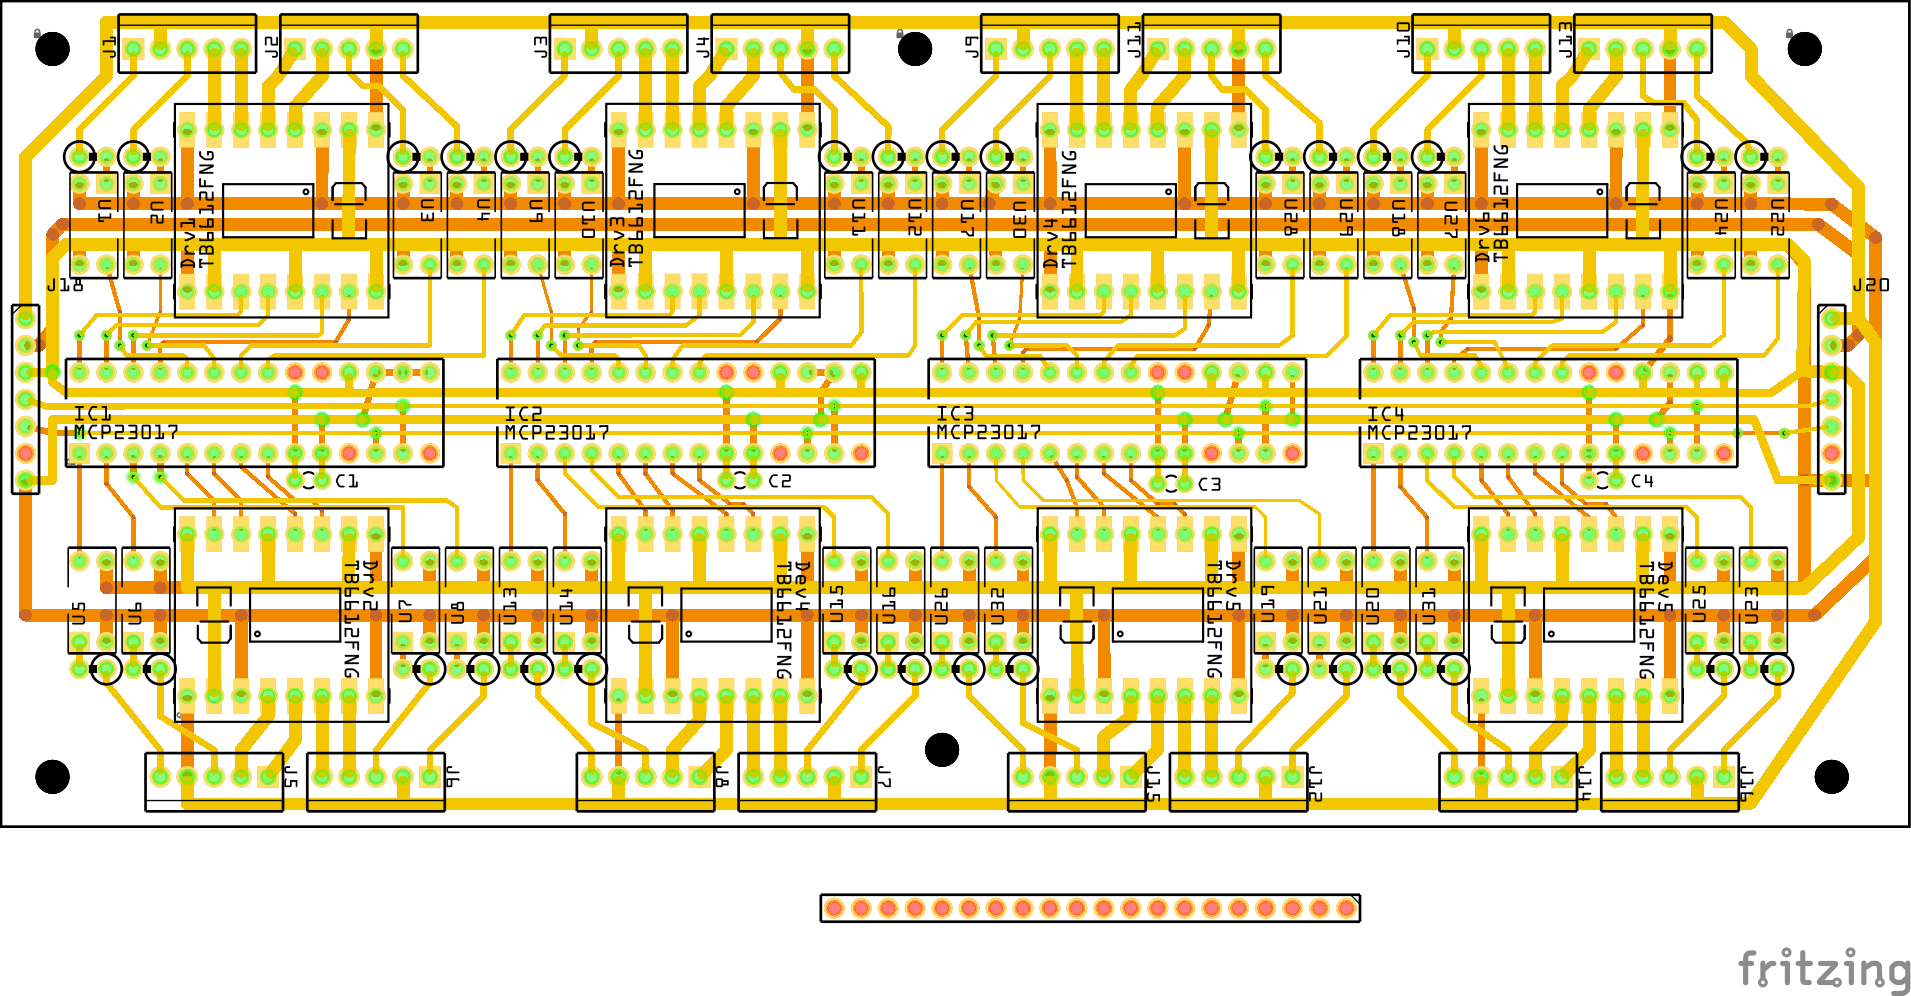 J1
J2
J3
J4
J9
J11
J10
J13
U1
U2
Drv1
TB6612FNG
U3
U4
U9
U10
Drv3
TB6612FNG
U11
U12
U17
U30
Drv4
TB6612FNG
U28
U29
U18
U27
TB6612FNG
U24
U22
J18
J20
IC1
MCP23017
IC2
MCP23017
IC3
MCP23017
IC4
MCP23017
C1
C2
C3
C4
U5
U6
Drv2
TB6612FNG
U7
U8
U13
U14
Dev4
TB6612FNG
U15
U16
U26
U32
Drv5
TB6612FNG
U19
U21
U20
U31
Dev5
TB6612FNG
U25
U23
J5
J6
J8
J7
J15
J12
J14
J16
fritzing